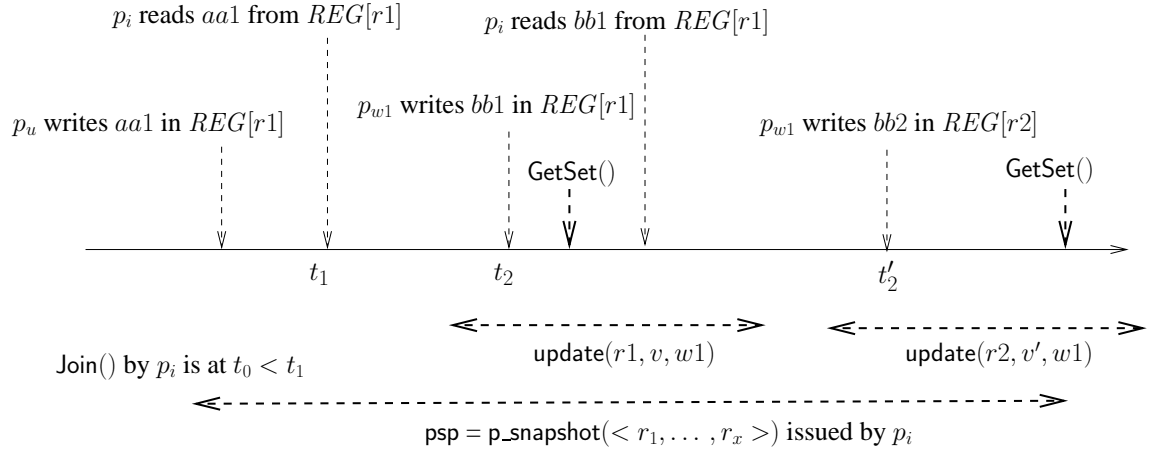 p_i reads aa1 from REG[r1]
p_i reads bb1 from REG[r1]
p_u writes aa1 in REG[r1]
p_{w1} writes bb1 in REG[r1]
p_{w1} writes bb2 in REG[r2]
GetSet()
GetSet()
t_1
t_2
t'_2
update(r1, v, w1)
update(r2, v', w1)
Join() by p_i is at t_0 < t_1
psp = p_snapshot(< r_1, . . . , r_x >) issued by p_i